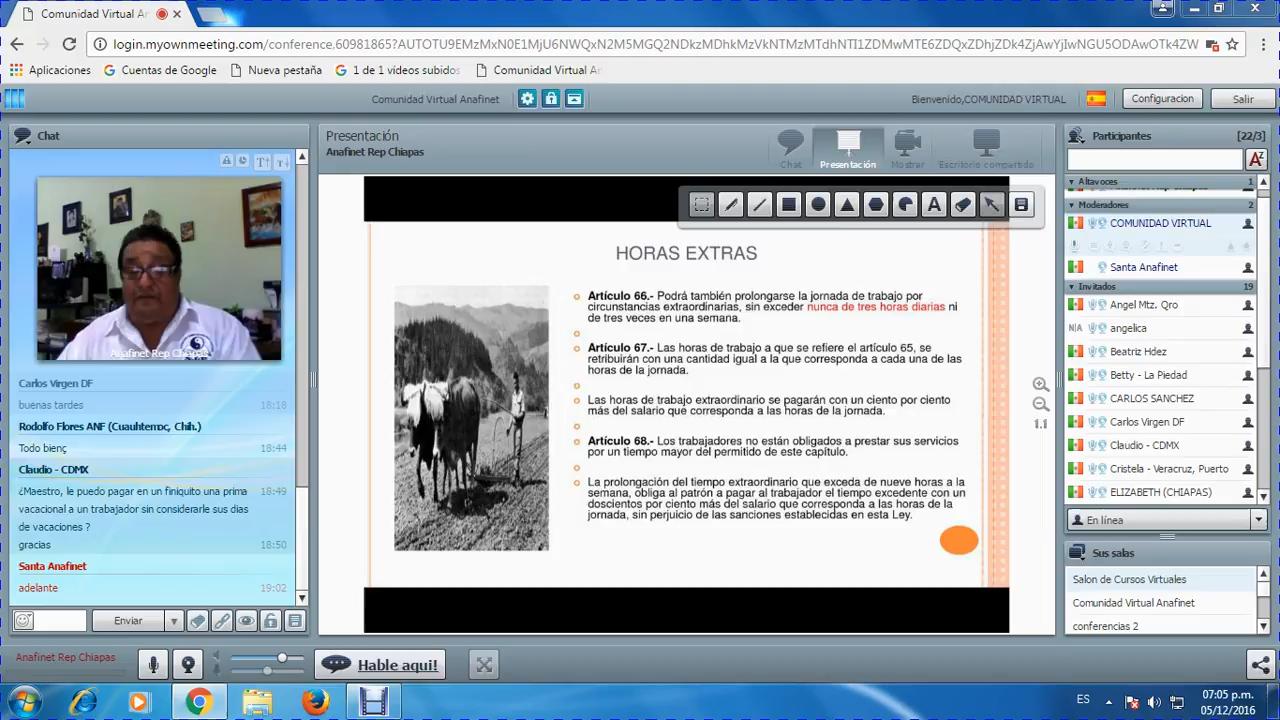 Comunidad Virtual An
login.myownmeeting.com/conference.60981865?
Aplicaciones
Cuentas de Google
Nueva pestaña
1 de 1 vídeos subidos
Comunidad Virtual An
Comunidad Virtual Anafinet
Bienvenido,COMUNIDAD VIRTUAL
Configuracion
Salir
Chat
Anafinet Rep Chiapas
Carlos Virgen DF
buenas tardes 18:18
Rodolfo Flores ANF (Cuauhtemoc, Chih.)
Todo bienç 18:44
Claudio - CDMX
¿Maestro, le puedo pagar en un finiquito una prima 18:49
vacacional a un trabajador sin considerarle sus dias
de vacaciones ?
gracias 18:50
Santa Anafinet
adelante 19:02
Enviar
Anafinet Rep Chiapas
Hable aqui!
Presentación
Anafinet Rep Chiapas
Chat
Presentación
Mostrar
Escritorio compartido
HORAS EXTRAS
Artículo 66.- Podrá también prolongarse la jornada de trabajo por
circunstancias extraordinarias, sin exceder nunca de tres horas diarias ni
de tres veces en una semana.
Artículo 67.- Las horas de trabajo a que se refiere el artículo 65, se
retribuirán con una cantidad igual a la que corresponda a cada una de las
horas de la jornada.
Las horas de trabajo extraordinario se pagarán con un ciento por ciento
más del salario que corresponda a las horas de la jornada.
Artículo 68.- Los trabajadores no están obligados a prestar sus servicios
por un tiempo mayor del permitido de este capítulo.
La prolongación del tiempo extraordinario que exceda de nueve horas a la
semana, obliga al patrón a pagar al trabajador el tiempo excedente con un
doscientos por ciento más del salario que corresponda a las horas de la
jornada, sin perjuicio de las sanciones establecidas en esta Ley.
1.1
Participantes [22/3]
Altavoces 1
Moderadores 2
COMUNIDAD VIRTUAL
Santa Anafinet
Invitados 19
Angel Mtz. Qro
N/A angelica
Beatriz Hdez
Betty - La Piedad
CARLOS SANCHEZ
Carlos Virgen DF
Claudio - CDMX
Cristela - Veracruz, Puerto
ELIZABETH (CHIAPAS)
En línea
Sus salas
Salon de Cursos Virtuales
Comunidad Virtual Anafinet
conferencias 2
ES
07:05 p.m.
05/12/2016